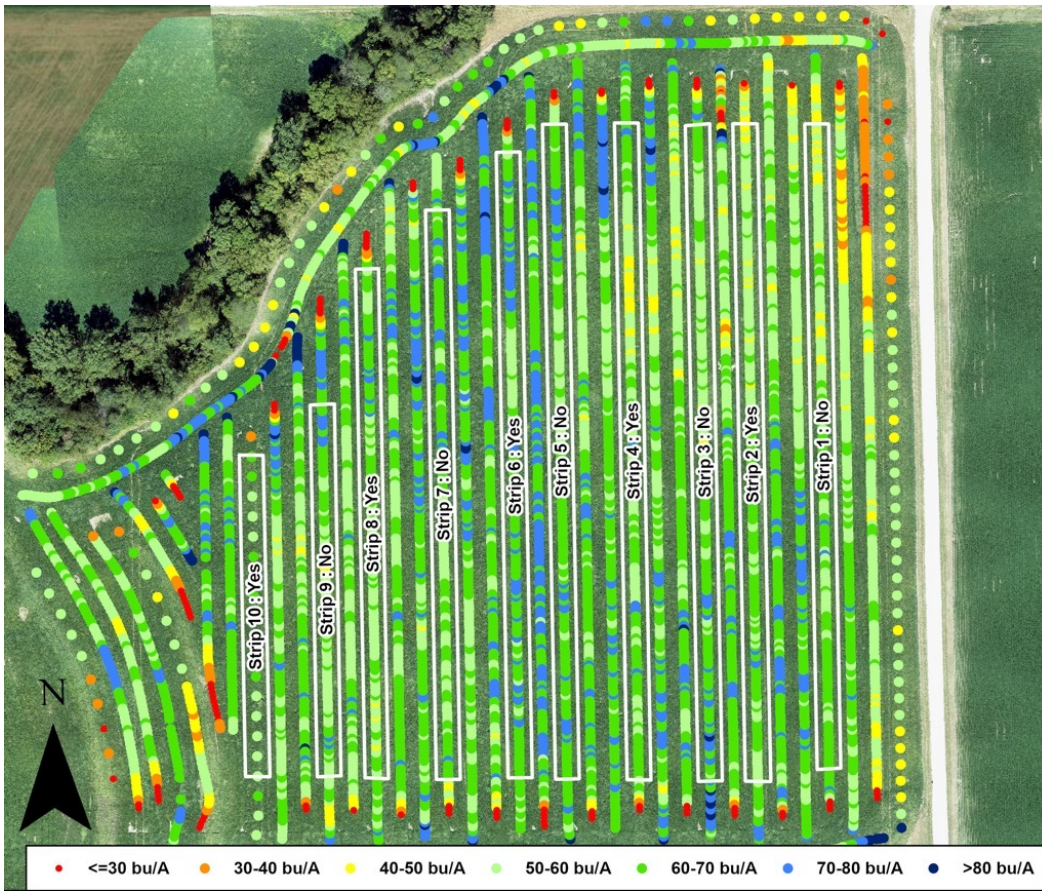 Strip 10 : Yes
Strip 9 : No
Strip 8 : Yes
Strip 7 : No
Strip 6 : Yes
Strip 5 : No
Strip 4 : Yes
Strip 3 : No
Strip 2 : Yes
Strip 1 : No
N
<=30 bu/A 30-40 bu/A 40-50 bu/A 50-60 bu/A 60-70 bu/A 70-80 bu/A >80 bu/A